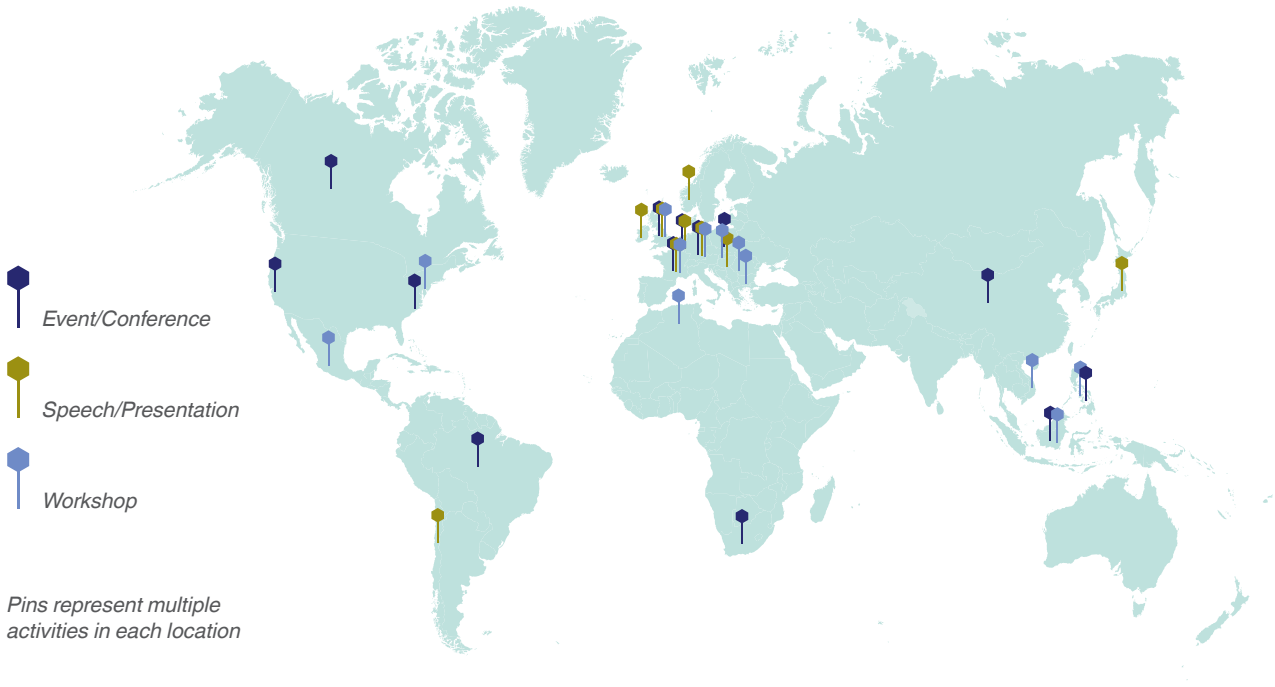 Event/Conference
Speech/Presentation
Workshop
Pins represent multiple
activities in each location